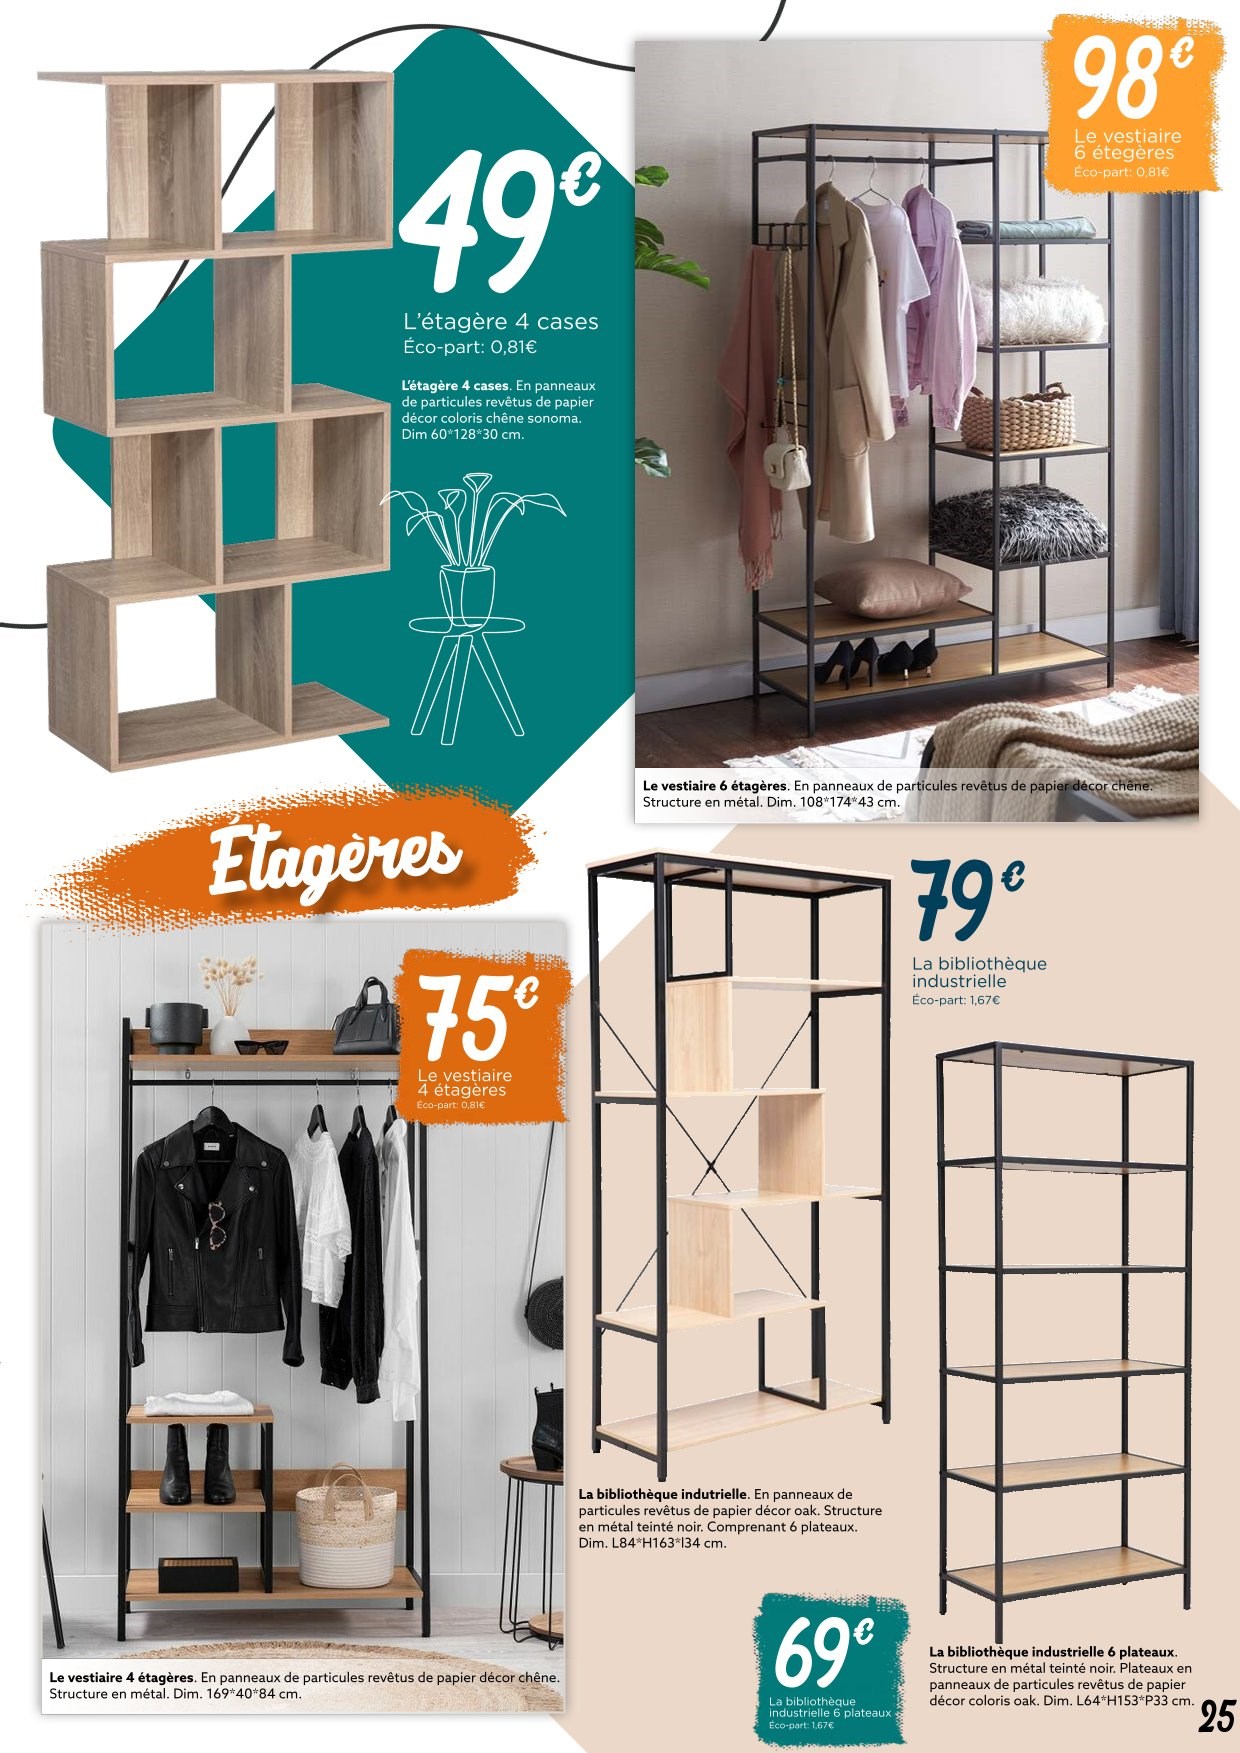 98€
Le vestiaire
6 étegères
Éco-part: 0,81€
49€
L'étagère 4 cases
Éco-part: 0,81€
L'étagère 4 cases. En panneaux
de particules revêtus de papier
décor coloris chêne sonoma.
Dim 60*128*30 cm.
Le vestiaire 6 étagères. En panneaux de particules revêtus de papier décor chêne.
Structure en métal. Dim. 108*174*43 cm.
Étagères
79€
La bibliothèque
industrielle
Éco-part: 1,67€
75€
Le vestiaire
4 étagères
Éco-part: 0,81€
La bibliothèque indutrielle. En panneaux de
particules revêtus de papier décor oak. Structure
en métal teinté noir. Comprenant 6 plateaux.
Dim. L84*H163*l34 cm.
69€
La bibliothèque
industrielle 6 plateaux
Éco-part: 1,67€
La bibliothèque industrielle 6 plateaux.
Structure en métal teinté noir. Plateaux en
panneaux de particules revêtus de papier
décor coloris oak. Dim. L64*H153*P33 cm.
Le vestiaire 4 étagères. En panneaux de particules revêtus de papier décor chêne.
Structure en métal. Dim. 169*40*84 cm.
25